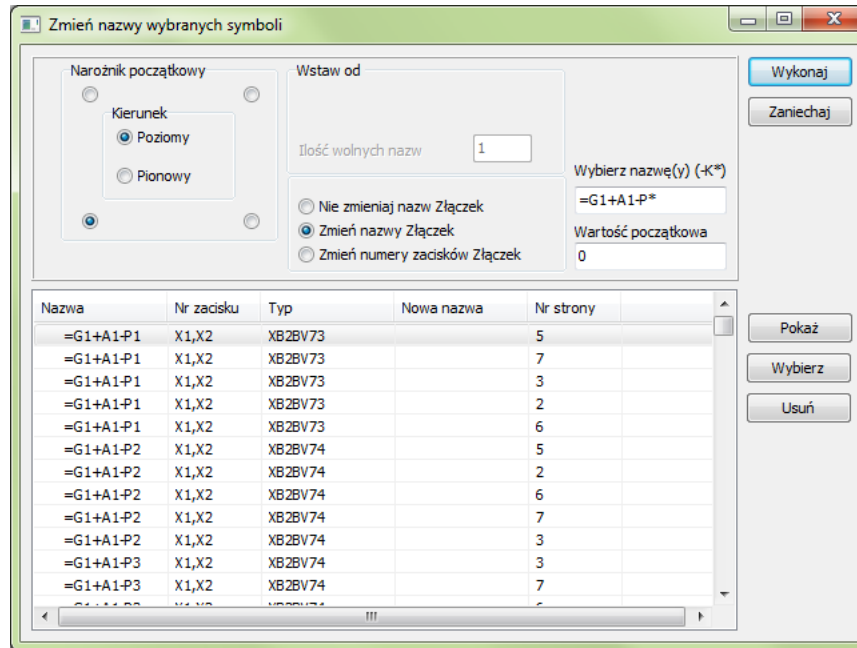 Zmień nazwy wybranych symboli
Narożnik początkowy
Kierunek
Poziomy
Pionowy
Wstaw od
Ilość wolnych nazw 1
Nie zmieniaj nazw Złączek
Zmień nazwy Złączek
Zmień numery zacisków Złączek
Wybierz nazwę(y) (-K*)
=G1+A1-P*
Wartość początkowa
0
Wykonaj
Zaniechaj
Nazwa Nr zacisku Typ Nowa nazwa Nr strony
=G1+A1-P1 X1,X2 XB2BV73 5
=G1+A1-P1 X1,X2 XB2BV73 7
=G1+A1-P1 X1,X2 XB2BV73 3
=G1+A1-P1 X1,X2 XB2BV73 2
=G1+A1-P1 X1,X2 XB2BV73 6
=G1+A1-P2 X1,X2 XB2BV74 5
=G1+A1-P2 X1,X2 XB2BV74 2
=G1+A1-P2 X1,X2 XB2BV74 6
=G1+A1-P2 X1,X2 XB2BV74 7
=G1+A1-P2 X1,X2 XB2BV74 3
=G1+A1-P3 X1,X2 XB2BV74 3
=G1+A1-P3 X1,X2 XB2BV74 7
Pokaż
Wybierz
Usuń